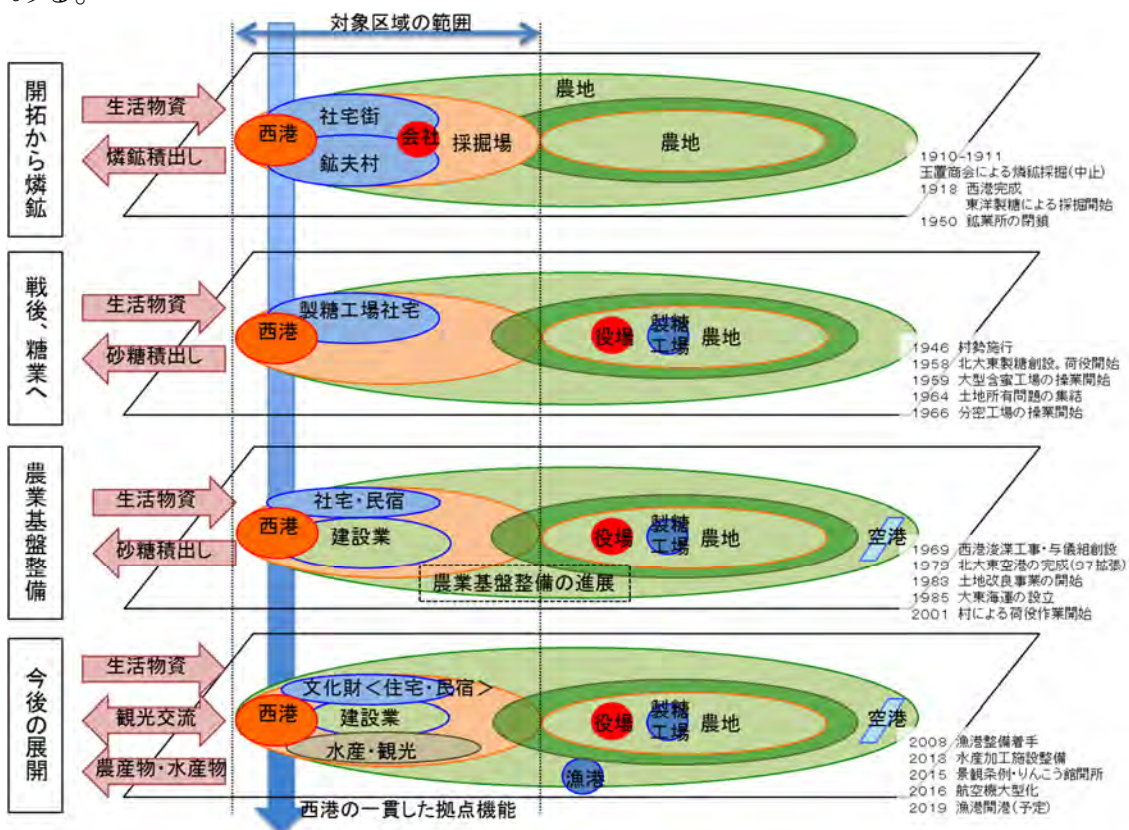 ある。
対象区域の範囲
開拓から燐鉱
生活物資
燐鉱積出し
西港
社宅街
会社
鉱夫村
採掘場
農地
農地
1910-1911
玉置商会による燐鉱採掘(中止)
1918 西港完成
東洋製糖による採掘開始
1950 鉱業所の閉鎖
戦後、糖業へ
生活物資
砂糖積出し
西港
製糖工場社宅
役場
製糖
工場
農地
1946 村勢施行
1958 北大東製糖創設。荷役開始
1959 大型含蜜工場の操業開始
1964 土地所有問題の集結
1966 分密工場の操業開始
農業基盤整備
生活物資
砂糖積出し
西港
社宅・民宿
建設業
農業基盤整備の進展
役場
製糖
工場
農地
空港
1969 西港浚渫工事・与儀組創設
1979 北大東空港の完成(97拡張)
1983 土地改良事業の開始
1985 大東海運の設立
2001 村による荷役作業開始
今後の展開
生活物資
観光交流
農産物・水産物
西港
文化財<住宅・民宿>
建設業
水産・観光
役場
製糖
工場
農地
漁港
空港
2008 漁港整備着手
2013 水産加工施設整備
2015 景観条例・りんこう館開所
2016 航空機大型化
2019 漁港開港(予定)
西港の一貫した拠点機能